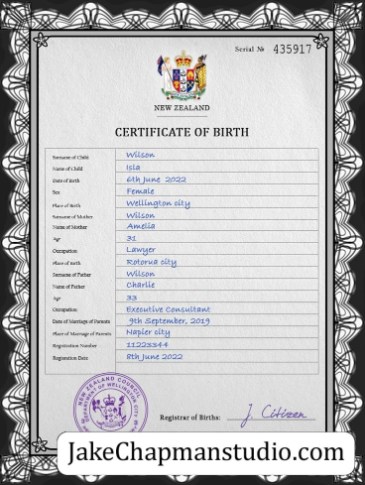 Serial № 435917
NEW ZEALAND
CERTIFICATE OF BIRTH
Surname of Child Wilson
Name of Child Isla
Date of Birth 6th June 2022
Sex Female
Place of Birth Wellington city
Surname of Mother Wilson
Name of Mother Amelia
Age 31
Occupation Lawyer
Place of Birth Rotorua city
Surname of Father Wilson
Name of Father Charlie
Age 33
Occupation Executive Consultant
Date of Marriage of Parents 9th September, 2019
Place of Marriage of Parents Napier city
Registration Number 11223344
Registration Date 8th June 2022
NEW ZEALAND COUNCIL
Registrar of Births: J. Citizen
JakeChapmanstudio.com